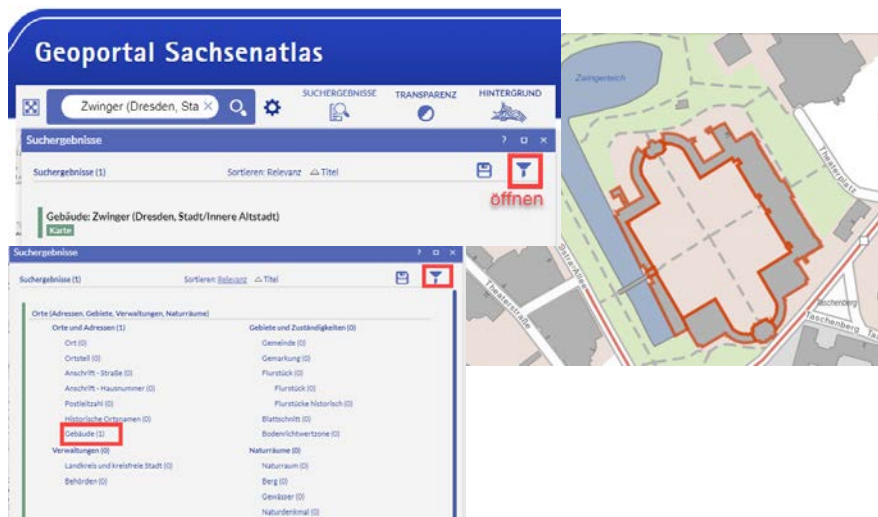 Geoportal Sachsenatlas
Zwinger (Dresden, Sta ×
SUCHERGEBNISSE
TRANSPARENZ
HINTERGRUND
Suchergebnisse
? □ ×
Suchergebnisse (1)
Sortieren: Relevanz △ Titel
öffnen
Gebäude: Zwinger (Dresden, Stadt/Innere Altstadt)
Karte
Suchergebnisse
? □ ×
Suchergebnisse (1)
Sortieren: Relevanz △ Titel
Orte (Adressen, Gebiete, Verwaltungen, Naturräume)
Orte und Adressen (1)
Ort (0)
Ortsteil (0)
Anschrift - Straße (0)
Anschrift - Hausnummer (0)
Postleitzahl (0)
Historische Ortsnamen (0)
Gebäude (1)
Verwaltungen (0)
Landkreis und kreisfreie Stadt (0)
Behörden (0)
Gebiete und Zuständigkeiten (0)
Gemeinde (0)
Gemarkung (0)
Flurstück (0)
Flurstück (0)
Flurstücke historisch (0)
Blattschnitt (0)
Bodenrichtwertzone (0)
Naturräume (0)
Naturraum (0)
Berg (0)
Gewässer (0)
Naturdenkmal (0)
Zwingerteich
Theaterplatz
Ostra-Allee
Theaterstraße
Taschenberg
Taschenberg